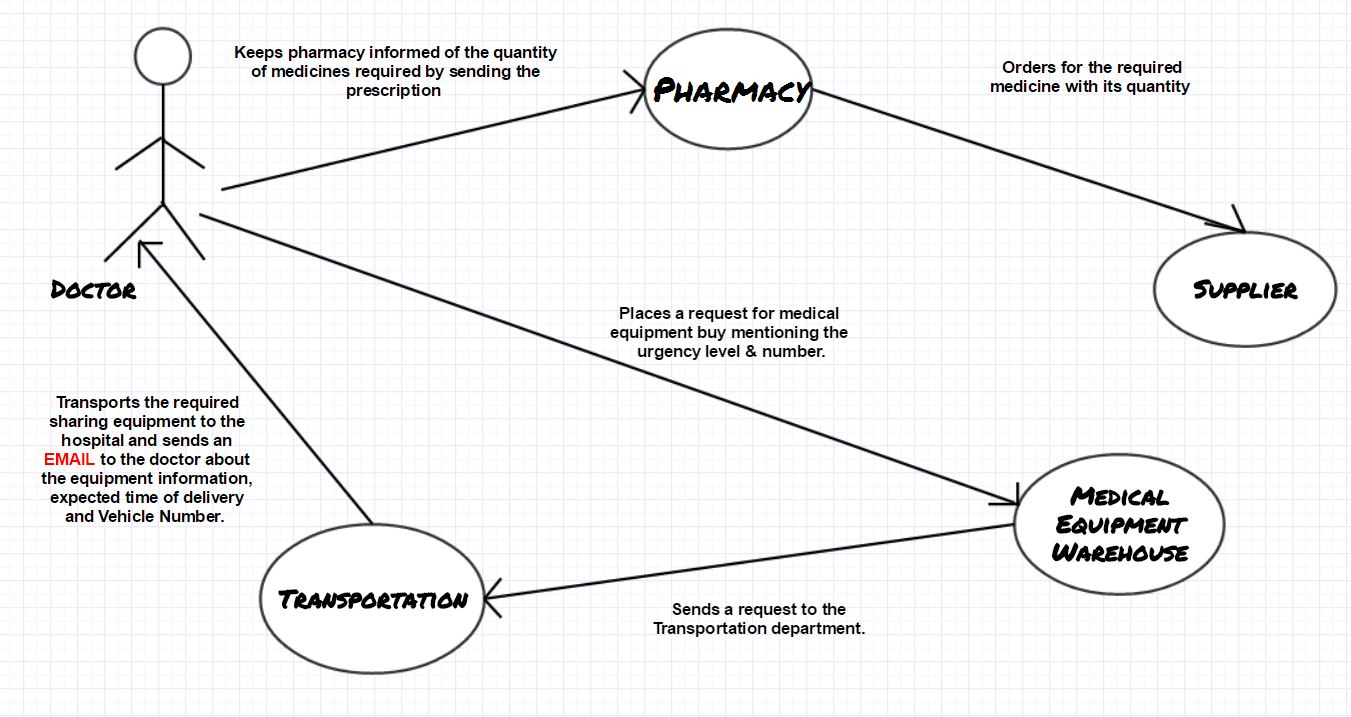 Keeps pharmacy informed of the quantity
of medicines required by sending the
prescription
Pharmacy
Orders for the required
medicine with its quantity
Doctor
Supplier
Places a request for medical
equipment buy mentioning the
urgency level & number.
Transports the required
sharing equipment to the
hospital and sends an
EMAIL to the doctor about
the equipment information,
expected time of delivery
and Vehicle Number.
Medical
Equipment
Warehouse
Transportation
Sends a request to the
Transportation department.